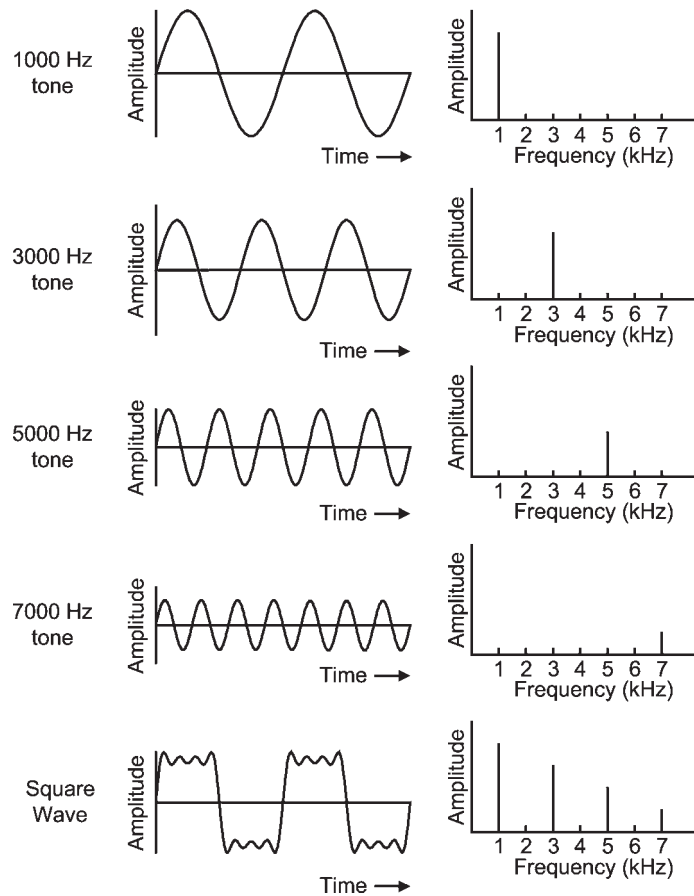 1000 Hz
tone
Amplitude
Time
Amplitude
1 2 3 4 5 6 7
Frequency (kHz)
3000 Hz
tone
Amplitude
Time
Amplitude
1 2 3 4 5 6 7
Frequency (kHz)
5000 Hz
tone
Amplitude
Time
Amplitude
1 2 3 4 5 6 7
Frequency (kHz)
7000 Hz
tone
Amplitude
Time
Amplitude
1 2 3 4 5 6 7
Frequency (kHz)
Square
Wave
Amplitude
Time
Amplitude
1 2 3 4 5 6 7
Frequency (kHz)